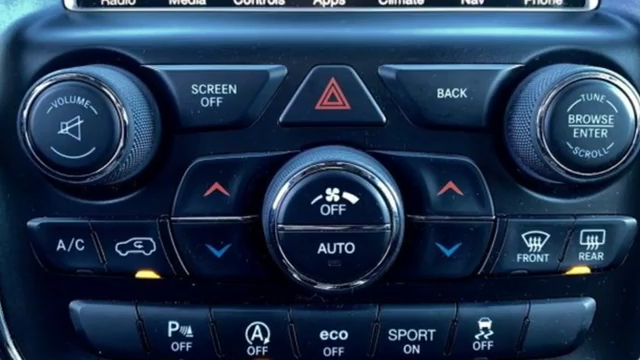 Radio Media Controls Apps Climate Nav Phone
VOLUME
SCREEN
OFF
BACK
TUNE
BROWSE
ENTER
SCROLL
OFF
AUTO
A/C
FRONT
REAR
P
OFF
A
OFF
eco
OFF
SPORT
ON
OFF